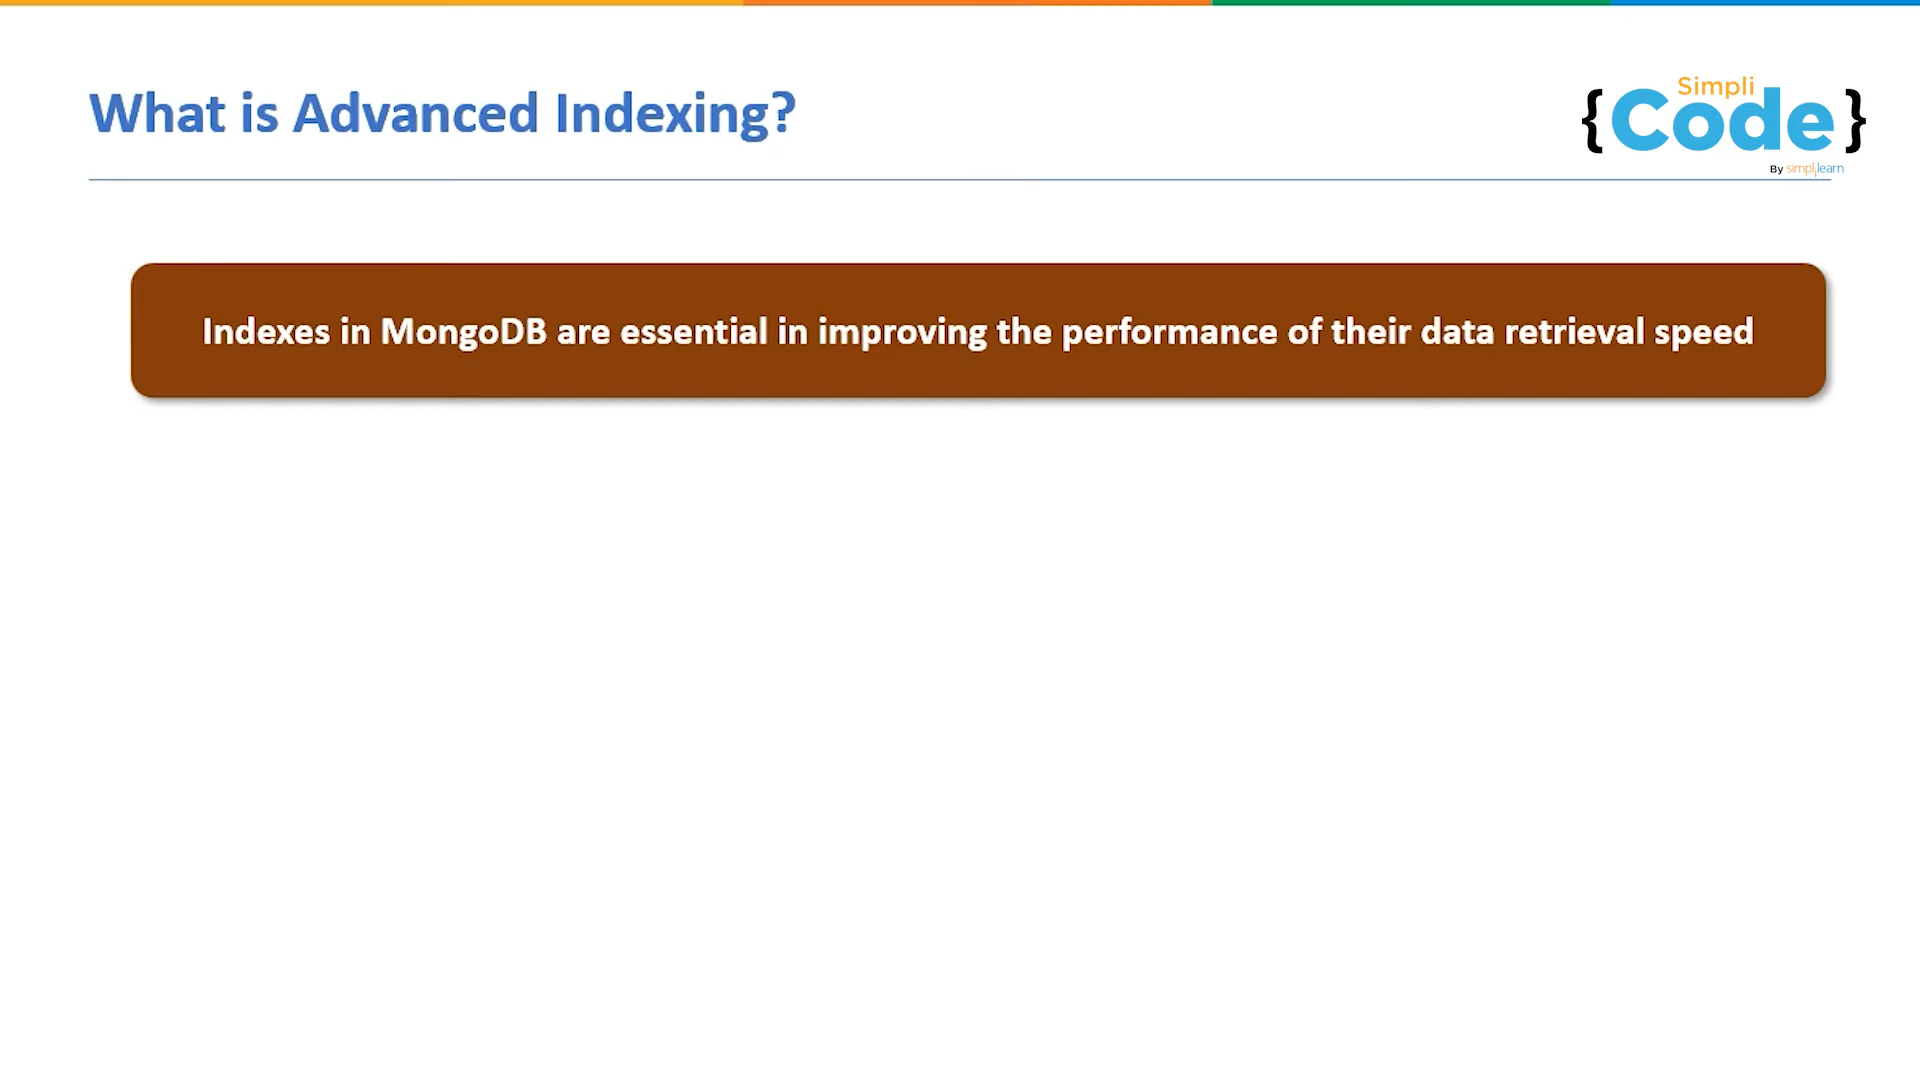 What is Advanced Indexing?
Simpli
{Code}
By simplilearn
Indexes in MongoDB are essential in improving the performance of their data retrieval speed